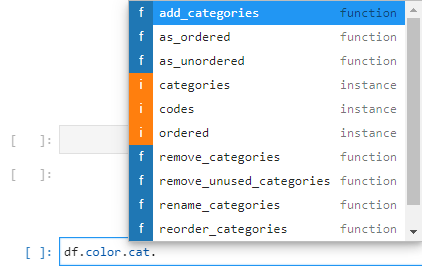 f add_categories function
f as_ordered function
f as_unordered function
i categories instance
i codes instance
i ordered instance
f remove_categories function
f remove_unused_categories function
f rename_categories function
f reorder_categories function
[ ]:
[ ]:
[ ]: df.color.cat.